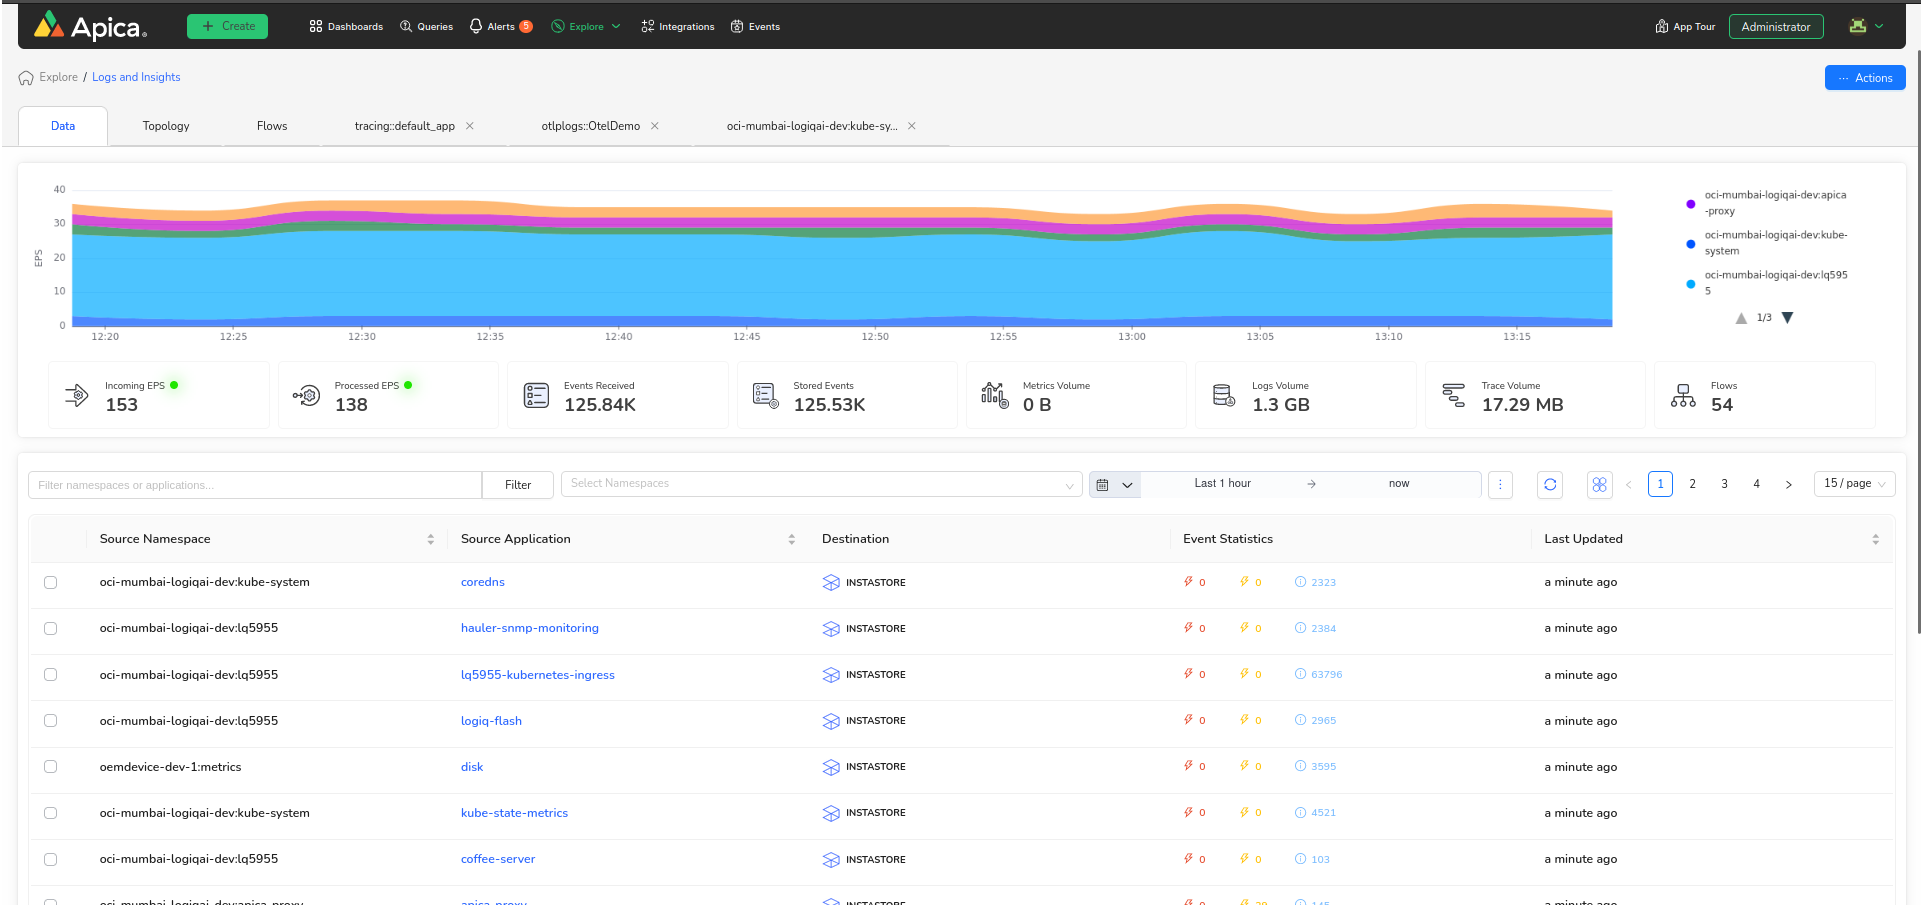 Apica
Create
Dashboards
Queries
Alerts 5
Explore
Integrations
Events
App Tour
Administrator
Explore / Logs and Insights
··· Actions
Data
Topology
Flows
tracing::default_app
otlplogs::OtelDemo
oci-mumbai-logiqai-dev:kube-sy...
EPS
40
30
20
10
0
12:20 12:25 12:30 12:35 12:40 12:45 12:50 12:55 13:00 13:05 13:10 13:15
oci-mumbai-logiqai-dev:apica
-proxy
oci-mumbai-logiqai-dev:kube-
system
oci-mumbai-logiqai-dev:lq595
5
1/3
Incoming EPS
153
Processed EPS
138
Events Received
125.84K
Stored Events
125.53K
Metrics Volume
0 B
Logs Volume
1.3 GB
Trace Volume
17.29 MB
Flows
54
Filter namespaces or applications...
Filter
Select Namespaces
Last 1 hour
now
1 2 3 4
15 / page
Source Namespace Source Application Destination Event Statistics Last Updated
oci-mumbai-logiqai-dev:kube-system coredns INSTASTORE 0 0 2323 a minute ago
oci-mumbai-logiqai-dev:lq5955 hauler-snmp-monitoring INSTASTORE 0 0 2384 a minute ago
oci-mumbai-logiqai-dev:lq5955 lq5955-kubernetes-ingress INSTASTORE 0 0 63796 a minute ago
oci-mumbai-logiqai-dev:lq5955 logiq-flash INSTASTORE 0 0 2965 a minute ago
oemdevice-dev-1:metrics disk INSTASTORE 0 0 3595 a minute ago
oci-mumbai-logiqai-dev:kube-system kube-state-metrics INSTASTORE 0 0 4521 a minute ago
oci-mumbai-logiqai-dev:lq5955 coffee-server INSTASTORE 0 0 103 a minute ago
oci-mumbai-logiqai-dev:apica-proxy apica-proxy INSTASTORE 0 a minute ago